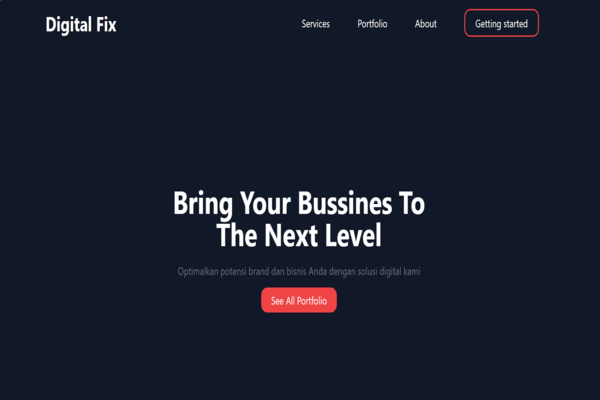 Digital Fix
Services
Portfolio
About
Getting started
Bring Your Bussines To
The Next Level
Optimalkan potensi brand dan bisnis Anda dengan solusi digital kami
See All Portfolio